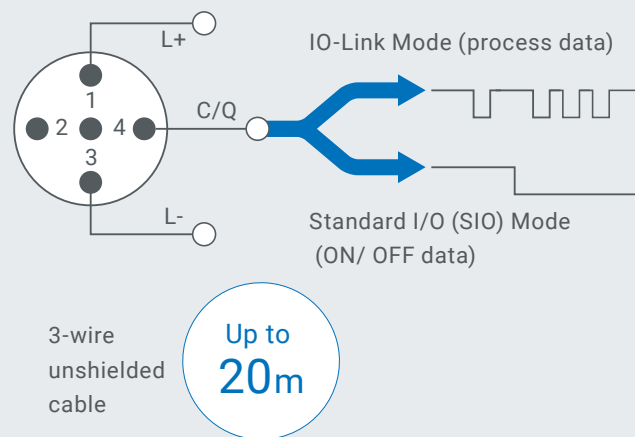 L+
IO-Link Mode (process data)
1
C/Q
2
4
3
L-
Standard I/O (SIO) Mode
(ON/ OFF data)
3-wire
unshielded
cable
Up to
20m